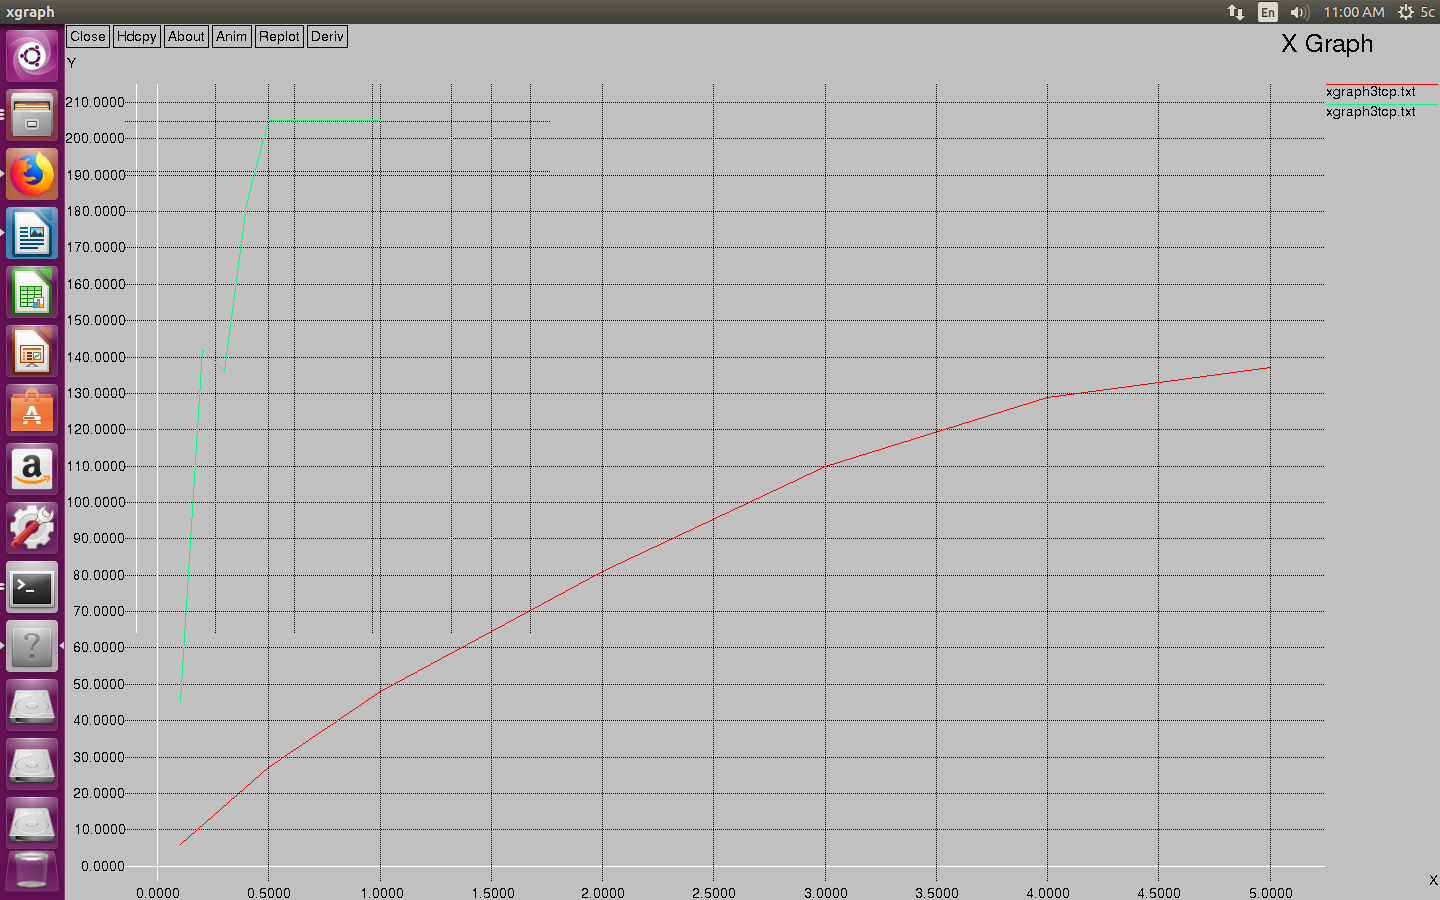 xgraph
En
11:00 AM
5c
Close Hdcpy About Anim Replot Deriv
X Graph
Y
xgraph3tcp.txt
xgraph3tcp.txt
210.0000
200.0000
190.0000
180.0000
170.0000
160.0000
150.0000
140.0000
130.0000
120.0000
110.0000
100.0000
90.0000
80.0000
70.0000
60.0000
50.0000
40.0000
30.0000
20.0000
10.0000
0.0000
X
0.0000 0.5000 1.0000 1.5000 2.0000 2.5000 3.0000 3.5000 4.0000 4.5000 5.0000